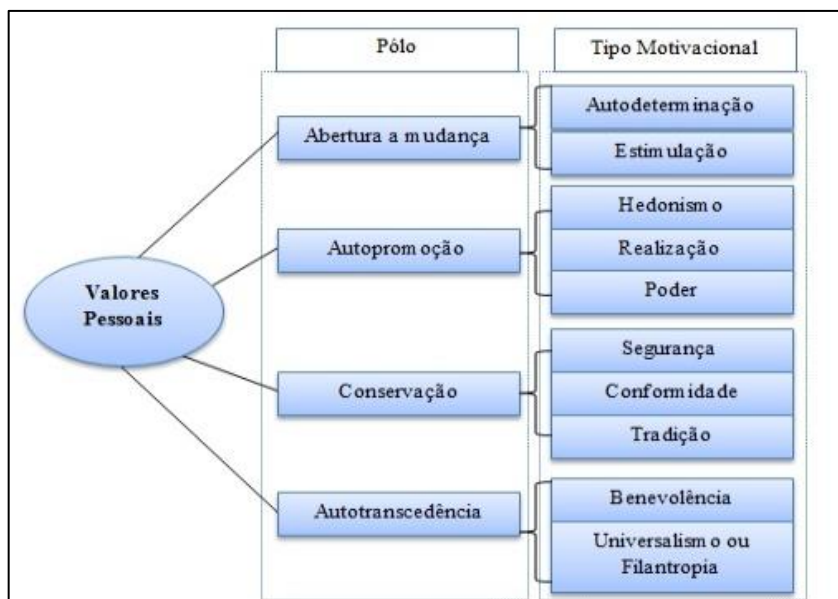 Pólo
Tipo Motivacional
Abertura a mudança
Autodeterminação
Estimulação
Autopromoção
Hedonismo
Realização
Poder
Valores
Pessoais
Conservação
Segurança
Conformidade
Tradição
Autotranscedência
Benevolência
Universalismo ou
Filantropia